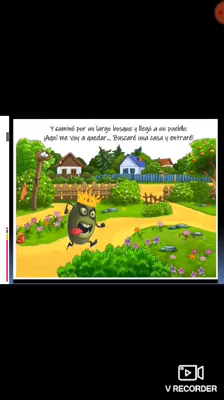 Y caminó por un largo bosque y llegó a un pueblo:
¡Aquí me voy a quedar... Buscaré una casa y entraré!
V RECORDER